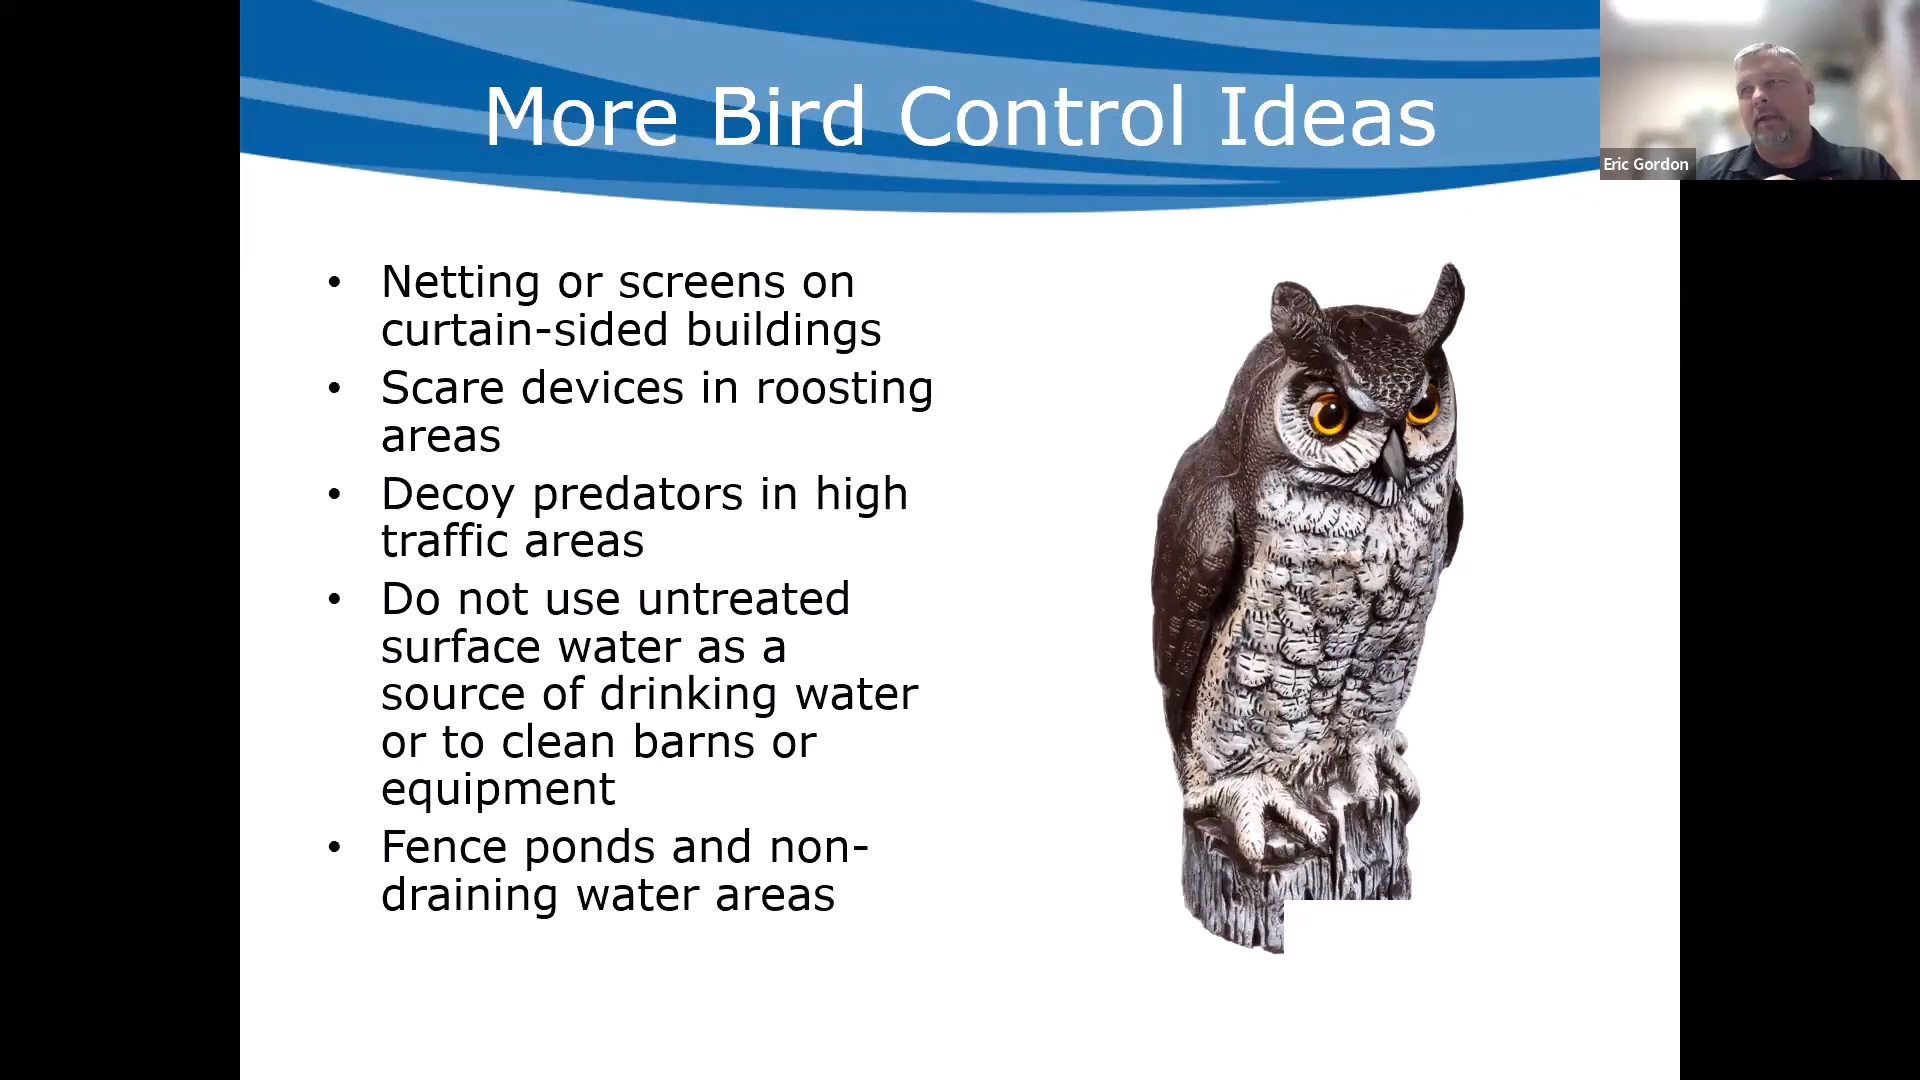 More Bird Control Ideas
Eric Gordon
• Netting or screens on
curtain-sided buildings
• Scare devices in roosting
areas
• Decoy predators in high
traffic areas
• Do not use untreated
surface water as a
source of drinking water
or to clean barns or
equipment
• Fence ponds and non-
draining water areas